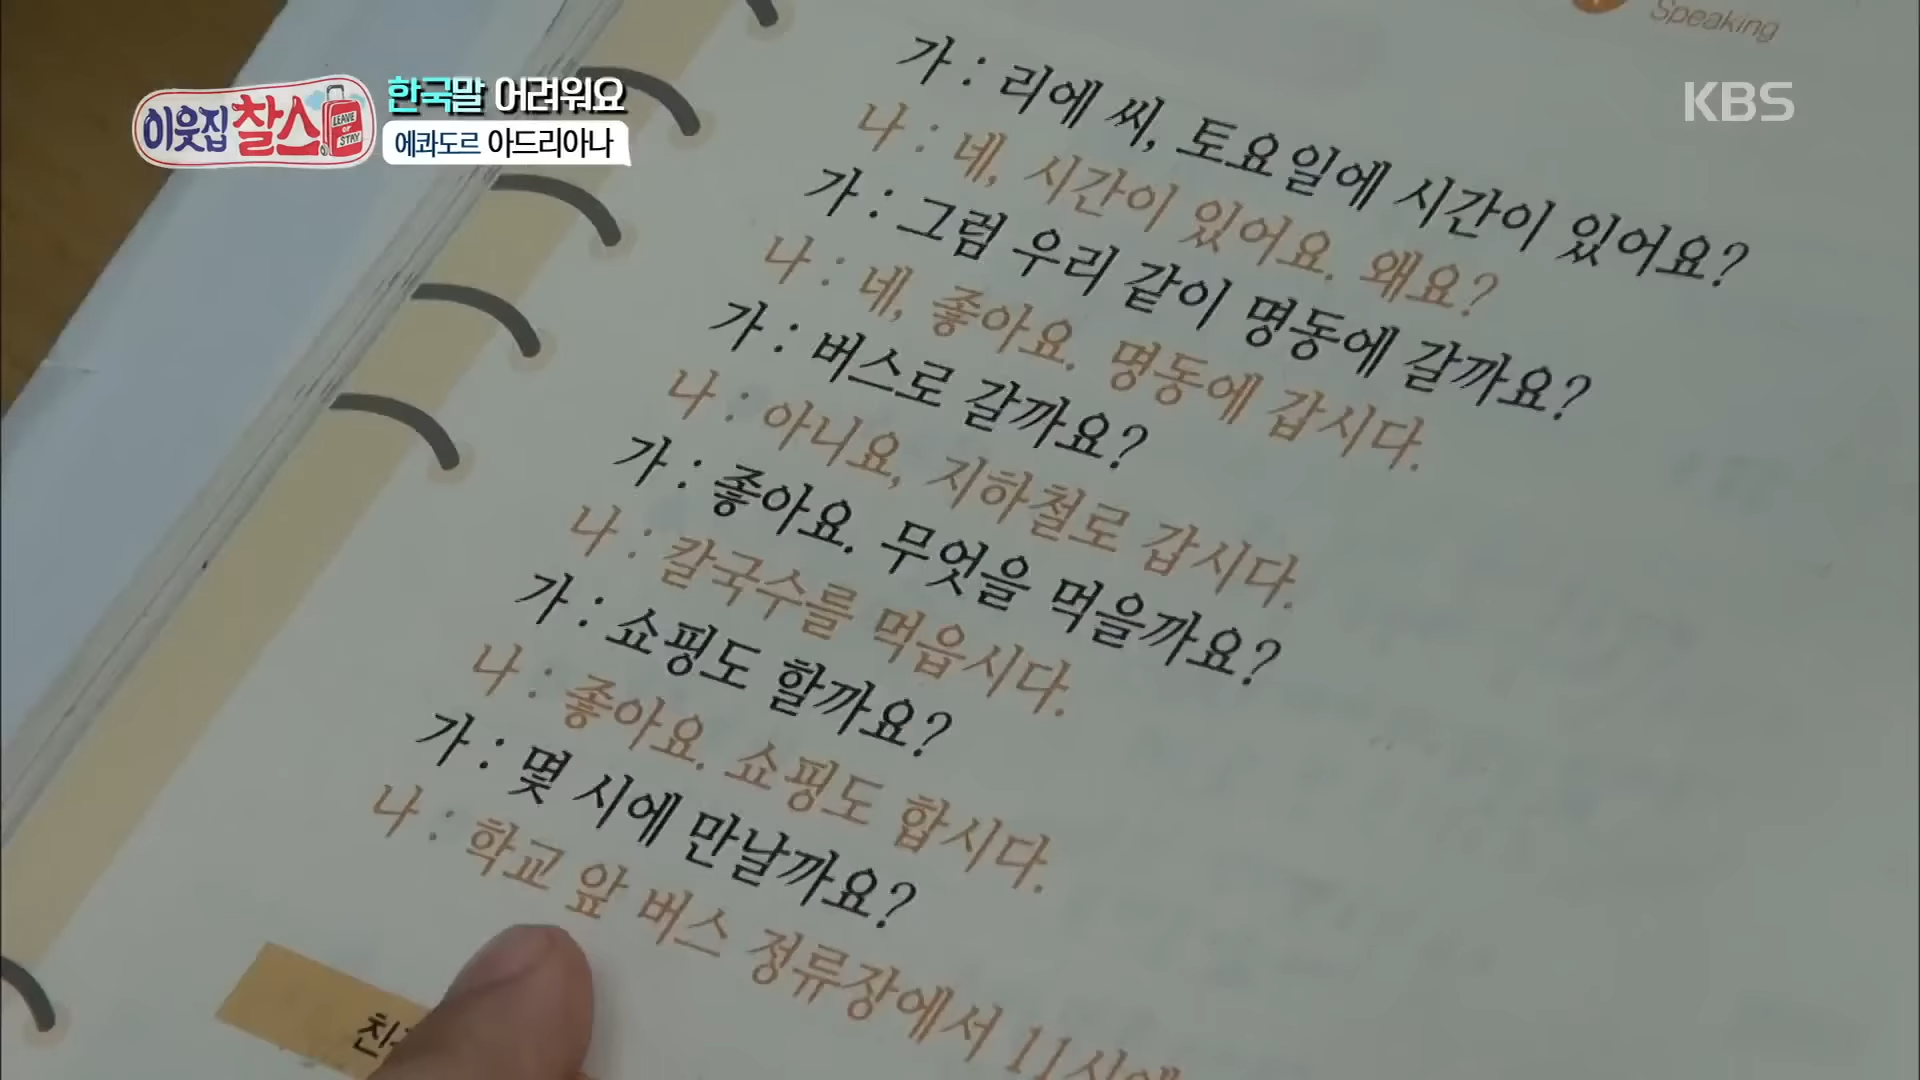 Speaking
이웃집 찰스
LEAVE or STAY
한국말 어려워요
에콰도르 아드리아나
KBS
가 : 리에 씨, 토요일에 시간이 있어요?
나 : 네, 시간이 있어요. 왜요?
가 : 그럼 우리 같이 명동에 갈까요?
나 : 네, 좋아요. 명동에 갑시다.
가 : 버스로 갈까요?
나 : 아니요, 지하철로 갑시다.
가 : 좋아요. 무엇을 먹을까요?
나 : 칼국수를 먹읍시다.
가 : 쇼핑도 할까요?
나 : 좋아요. 쇼핑도 합시다.
가 : 몇 시에 만날까요?
나 : 학교 앞 버스 정류장에서 11시에